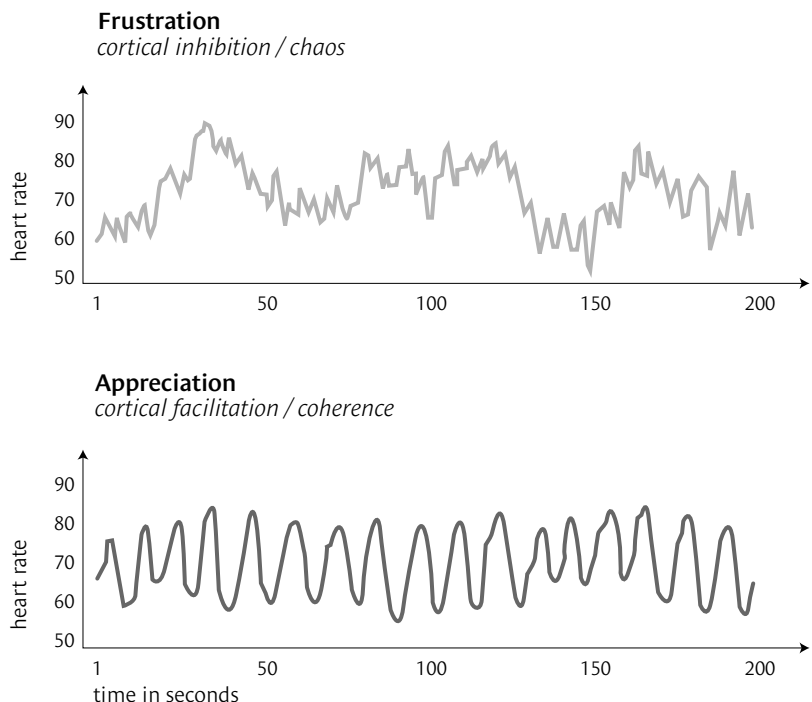 Frustration
cortical inhibition / chaos
90
80
70
60
50
heart rate
1 50 100 150 200
Appreciation
cortical facilitation / coherence
90
80
70
60
50
heart rate
1 50 100 150 200
time in seconds